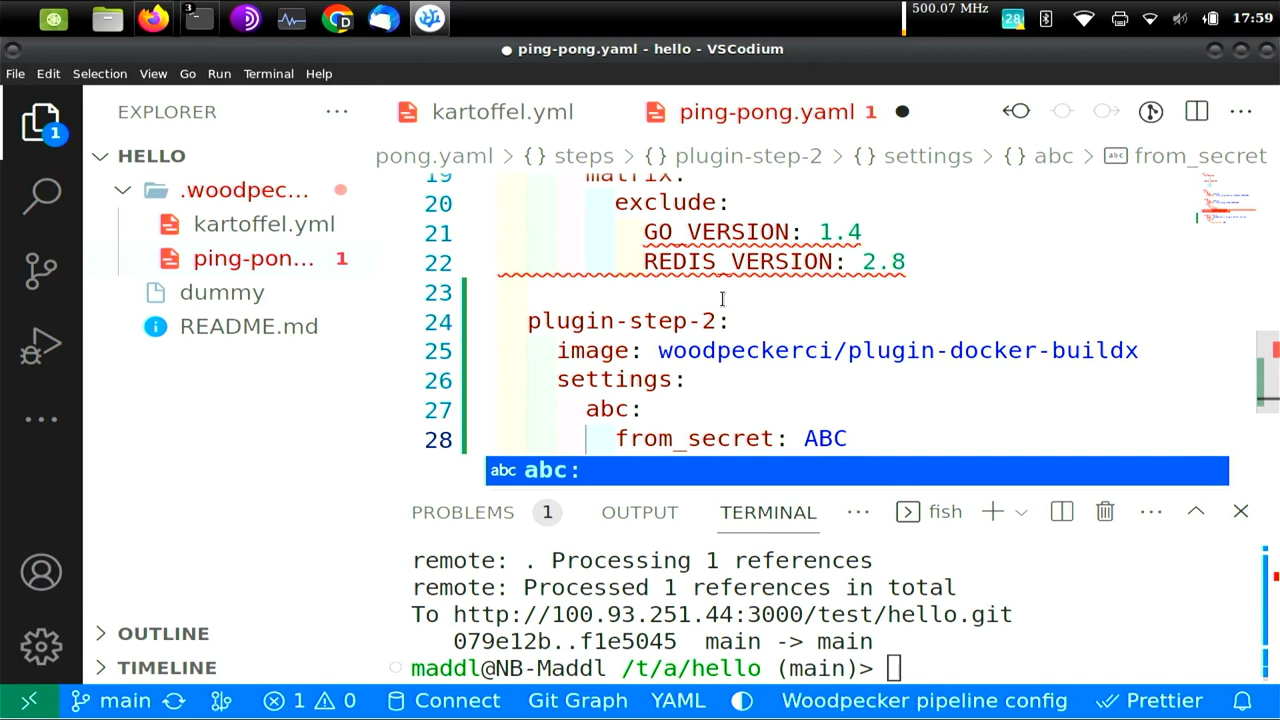 3
500.07 MHz
28
17:59
● ping-pong.yaml - hello - VSCodium
File Edit Selection View Go Run Terminal Help
EXPLORER ···
kartoffel.yml
ping-pong.yaml 1 ●
1
HELLO
pong.yaml > {} steps > {} plugin-step-2 > {} settings > {} abc > abc from_secret
.woodpec...
kartoffel.yml
ping-pon... 1
dummy
README.md
19 matrix:
20 exclude:
21 GO_VERSION: 1.4
22 REDIS_VERSION: 2.8
23
24 plugin-step-2:
25 image: woodpeckerci/plugin-docker-buildx
26 settings:
27 abc:
28 from_secret: ABC
abc abc:
PROBLEMS 1 OUTPUT TERMINAL ··· fish
remote: . Processing 1 references
remote: Processed 1 references in total
To http://100.93.251.44:3000/test/hello.git
079e12b..f1e5045 main -> main
maddl@NB-Maddl /t/a/hello (main)>
OUTLINE
TIMELINE
main 1 0 Connect Git Graph YAML Woodpecker pipeline config Prettier